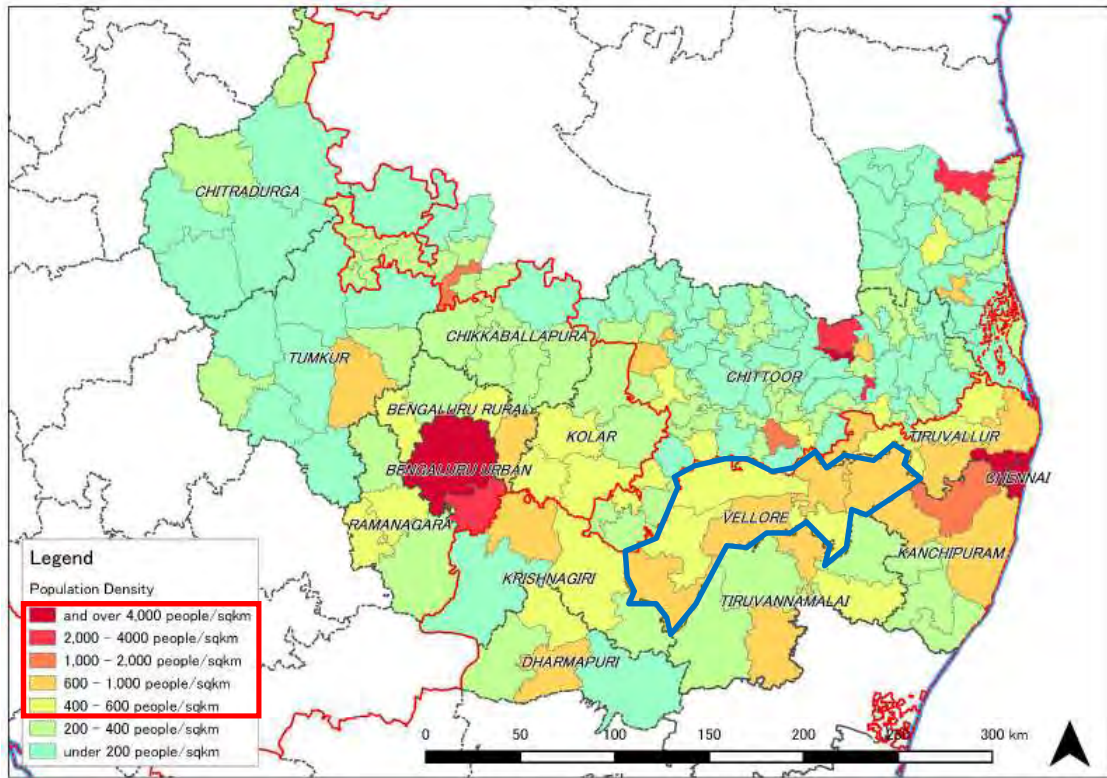 CHITRADURGA
CHIKKABALLAPURA
TUMKUR
CHITTOOR
BENGALURU RURAL
KOLAR
TIRUVALLUR
BENGALURU URBAN
CHENNAI
VELLORE
RAMANAGARA
KANCHIPURAM
KRISHNAGIRI
TIRUVANNAMALAI
DHARMAPURI
Legend
Population Density
and over 4,000 people/sqkm
2,000 - 4000 people/sqkm
1,000 - 2,000 people/sqkm
600 - 1,000 people/sqkm
400 - 600 people/sqkm
200 - 400 people/sqkm
under 200 people/sqkm
0 50 100 150 200 250 300 km